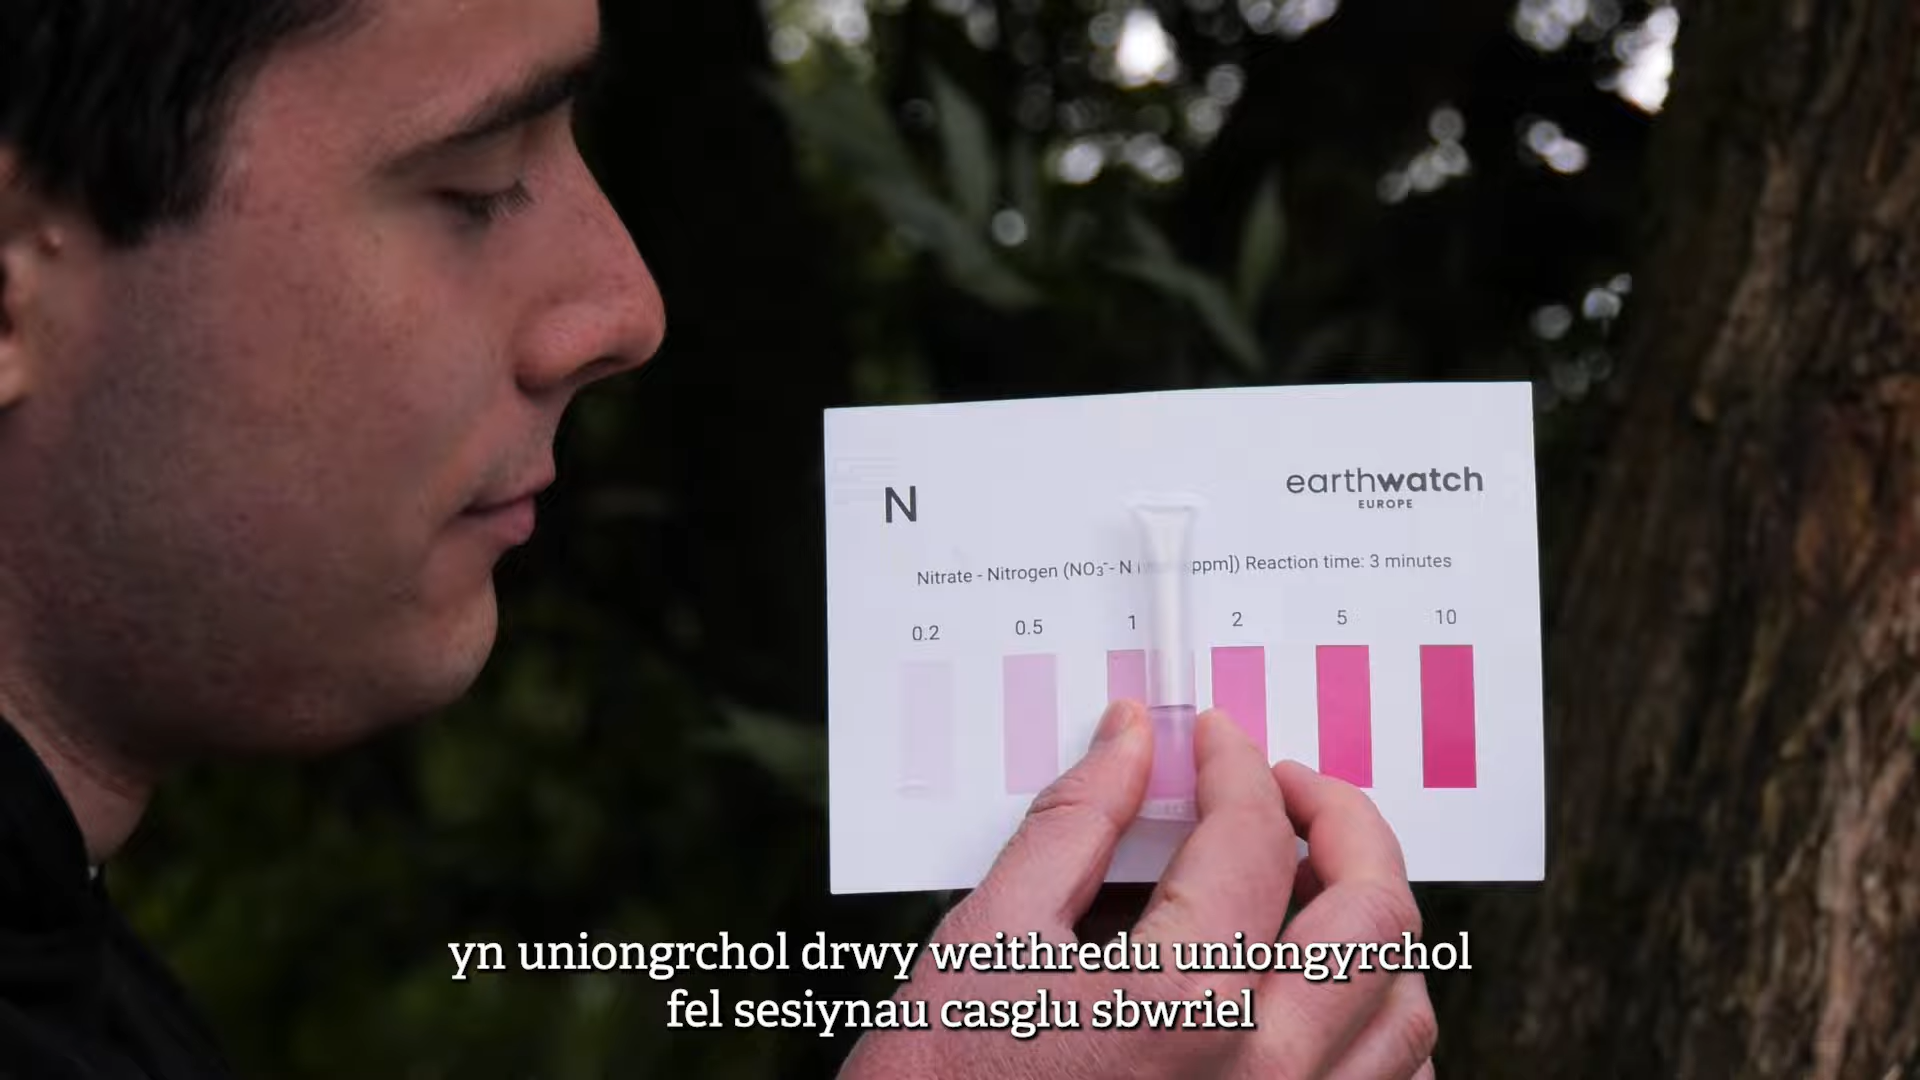 N
earthwatch
EUROPE
Nitrate - Nitrogen (NO₃⁻- N ppm]) Reaction time: 3 minutes
0.2 0.5 1 2 5 10
yn uniongrchol drwy weithredu uniongyrchol
fel sesiynau casglu sbwriel